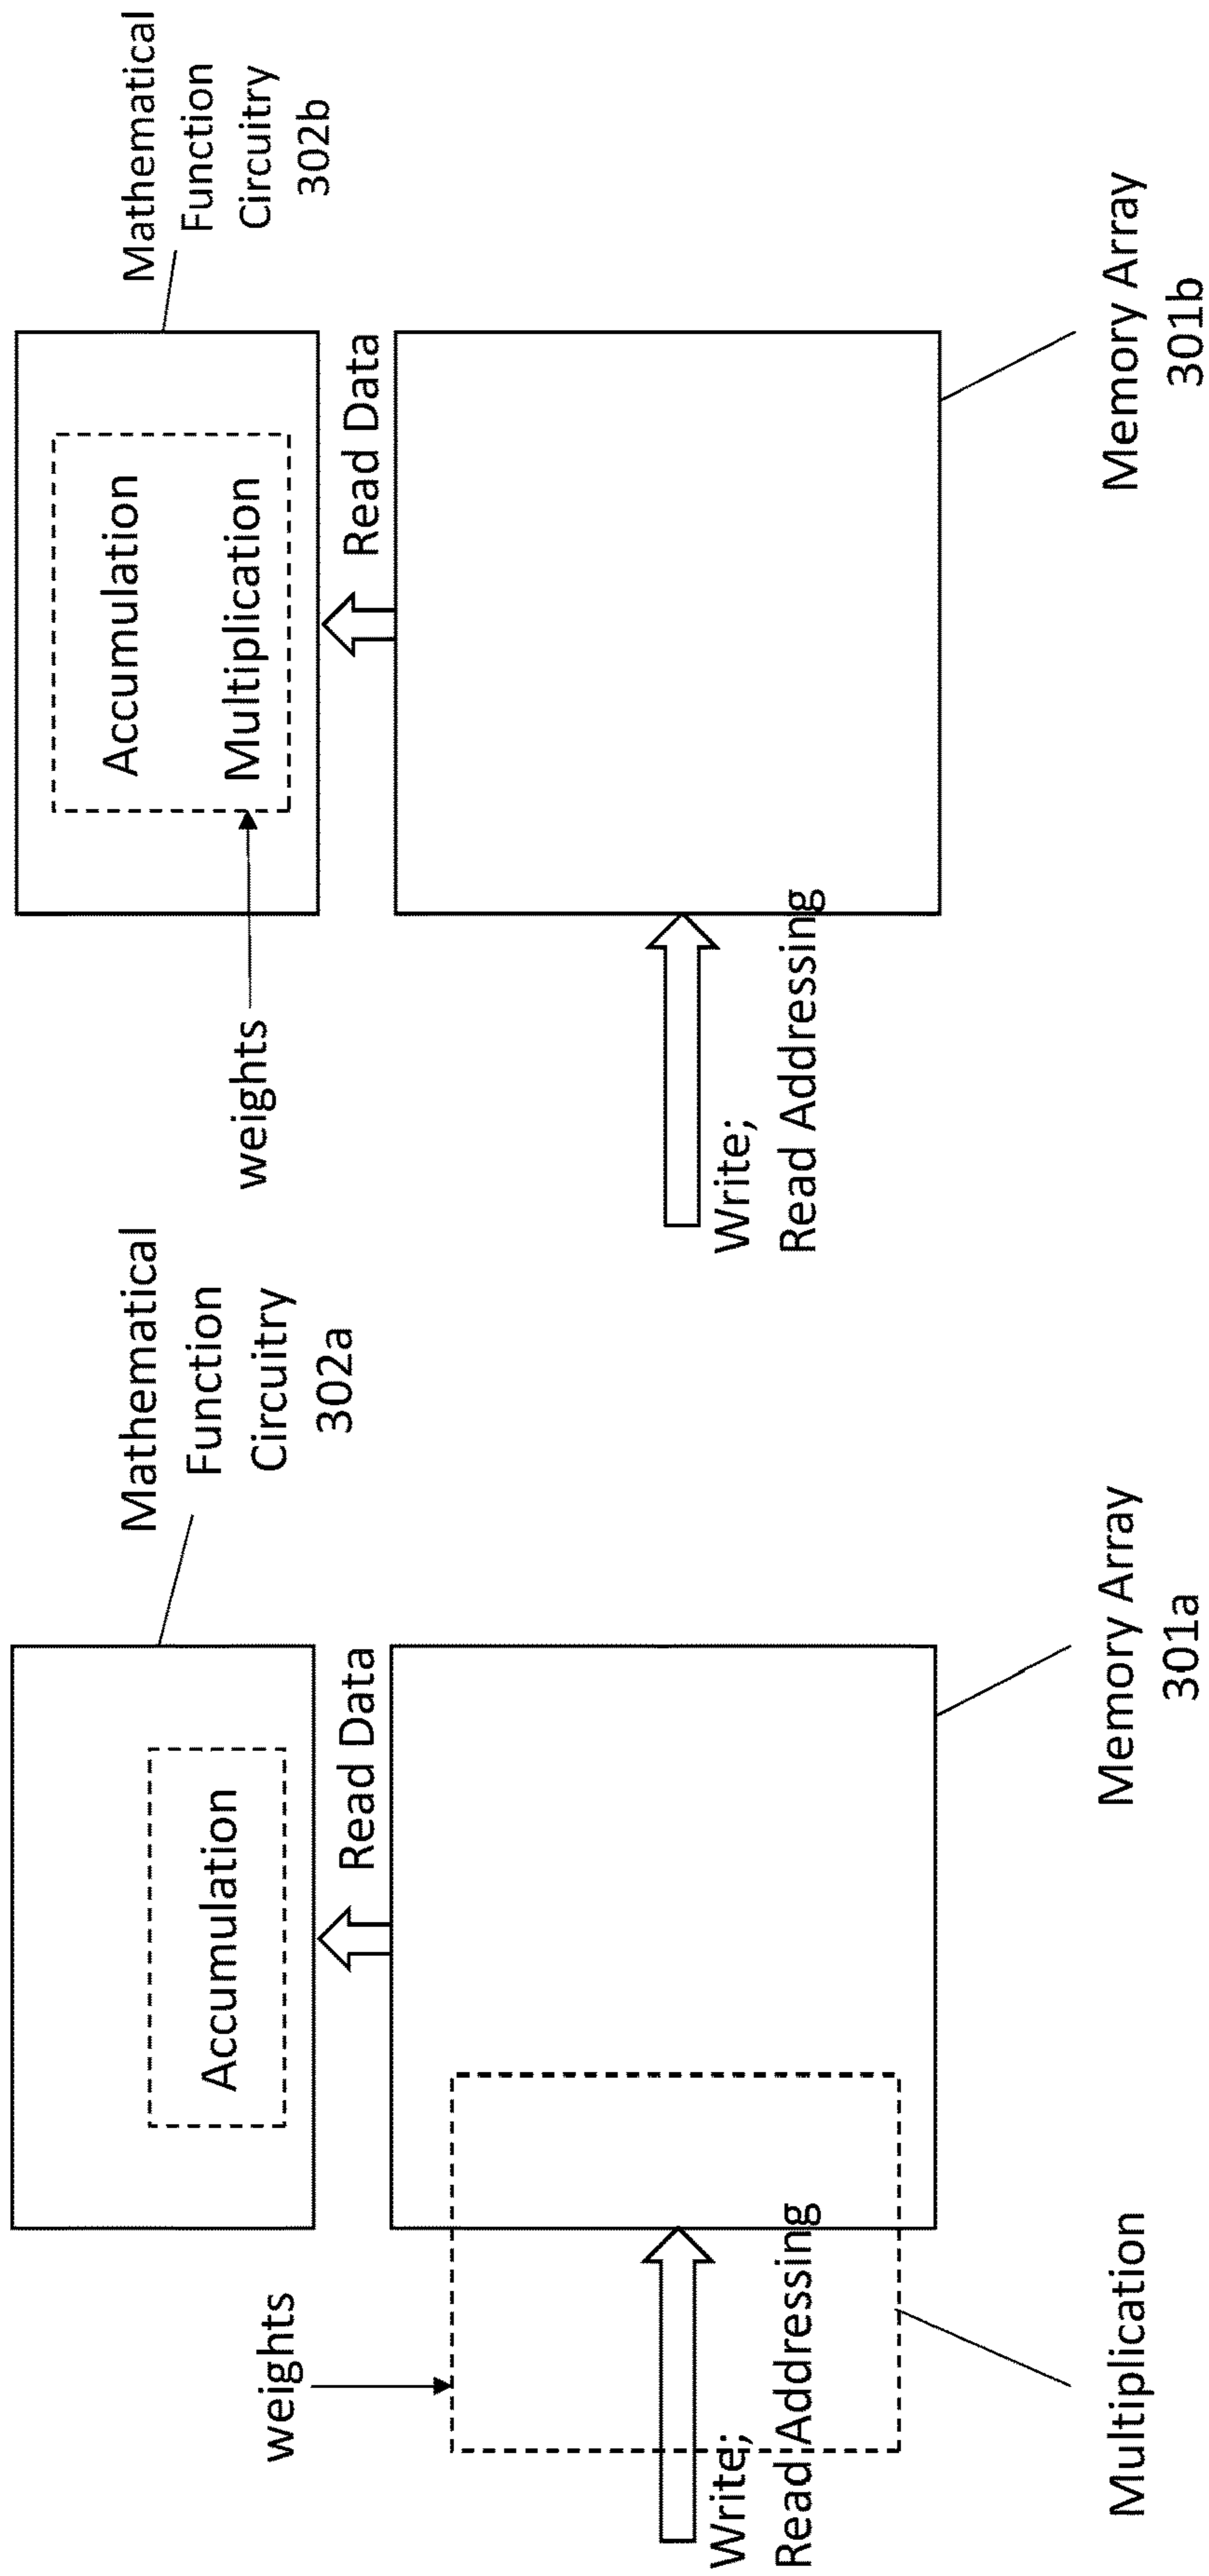 Mathematical
Function
Circuitry
302a
Accumulation
Read Data
weights
Write;
Read Addressing
Memory Array
301a
Multiplication
Mathematical
Function
Circuitry
302b
Accumulation
Multiplication
Read Data
weights
Write;
Read Addressing
Memory Array
301b